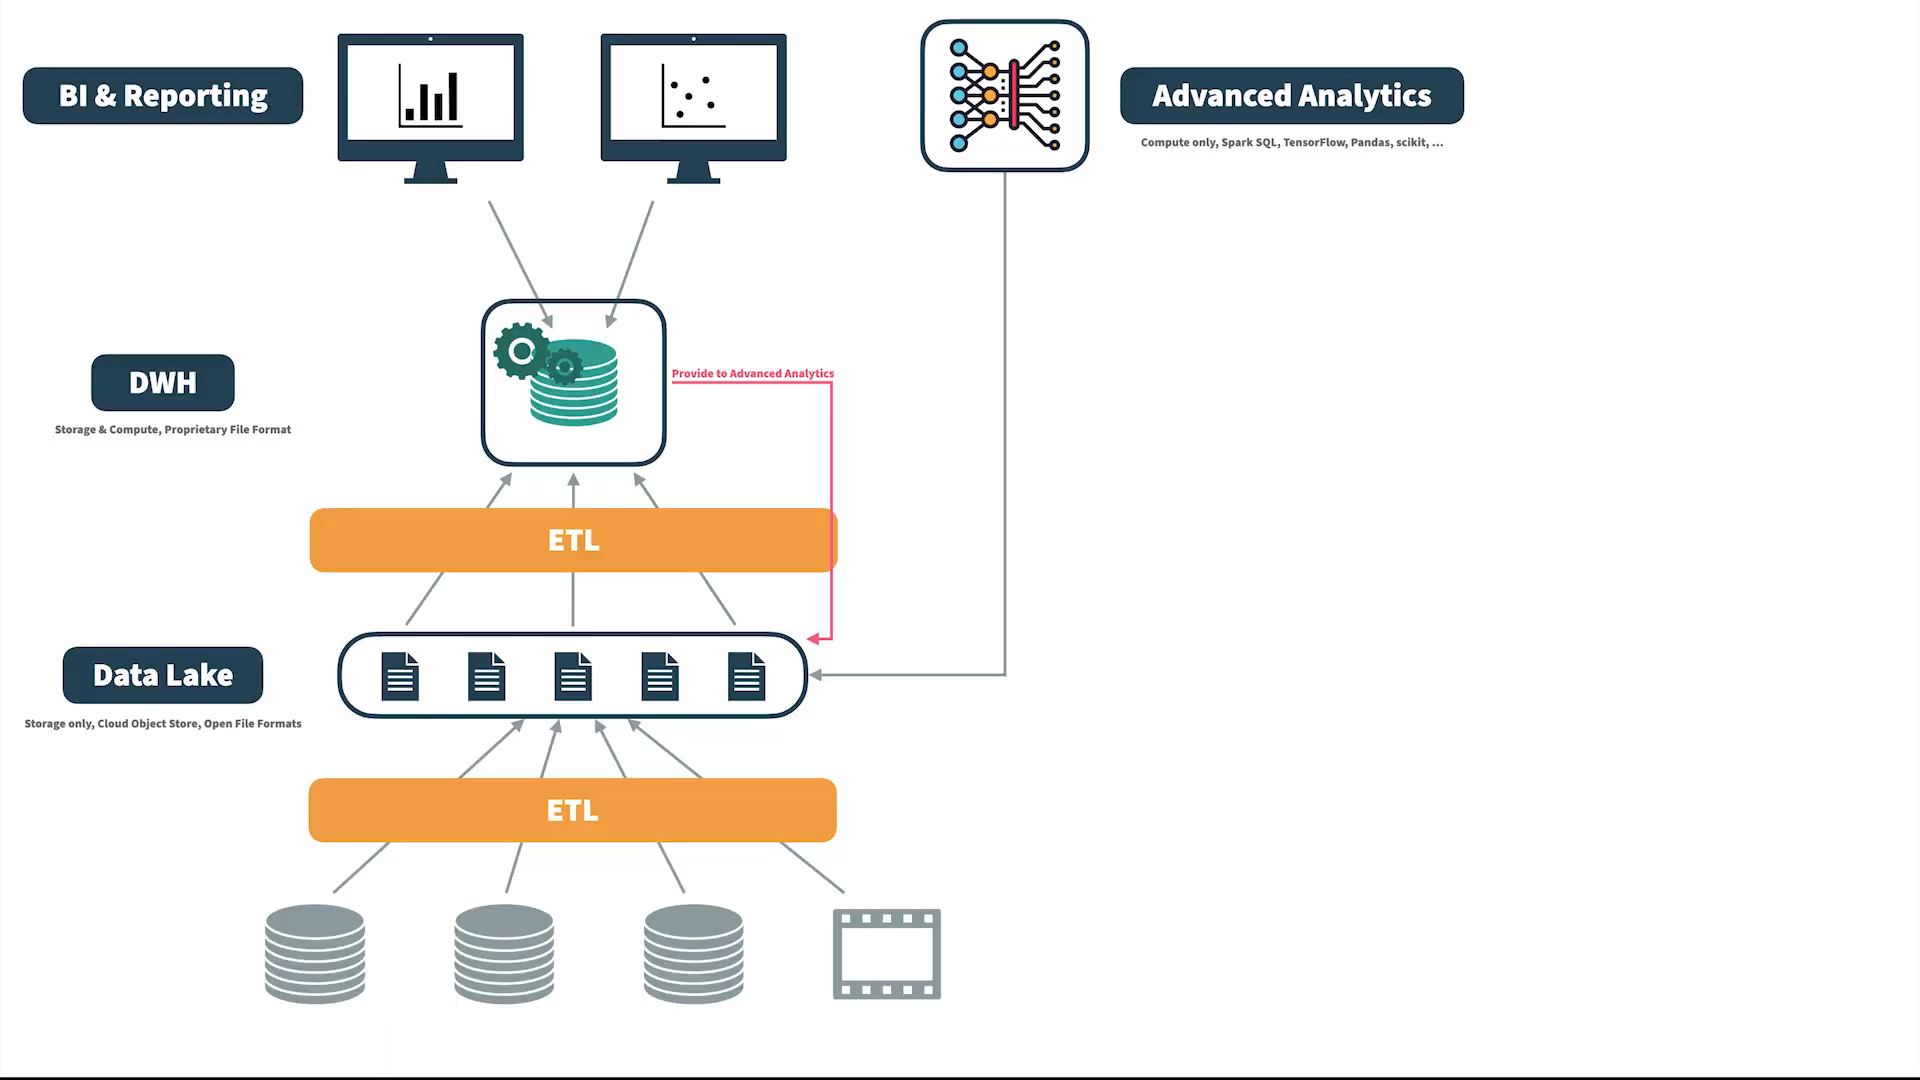 BI & Reporting
Advanced Analytics
Compute only, Spark SQL, TensorFlow, Pandas, scikit, ...
DWH
Storage & Compute, Proprietary File Format
Provide to Advanced Analytics
ETL
Data Lake
Storage only, Cloud Object Store, Open File Formats
ETL